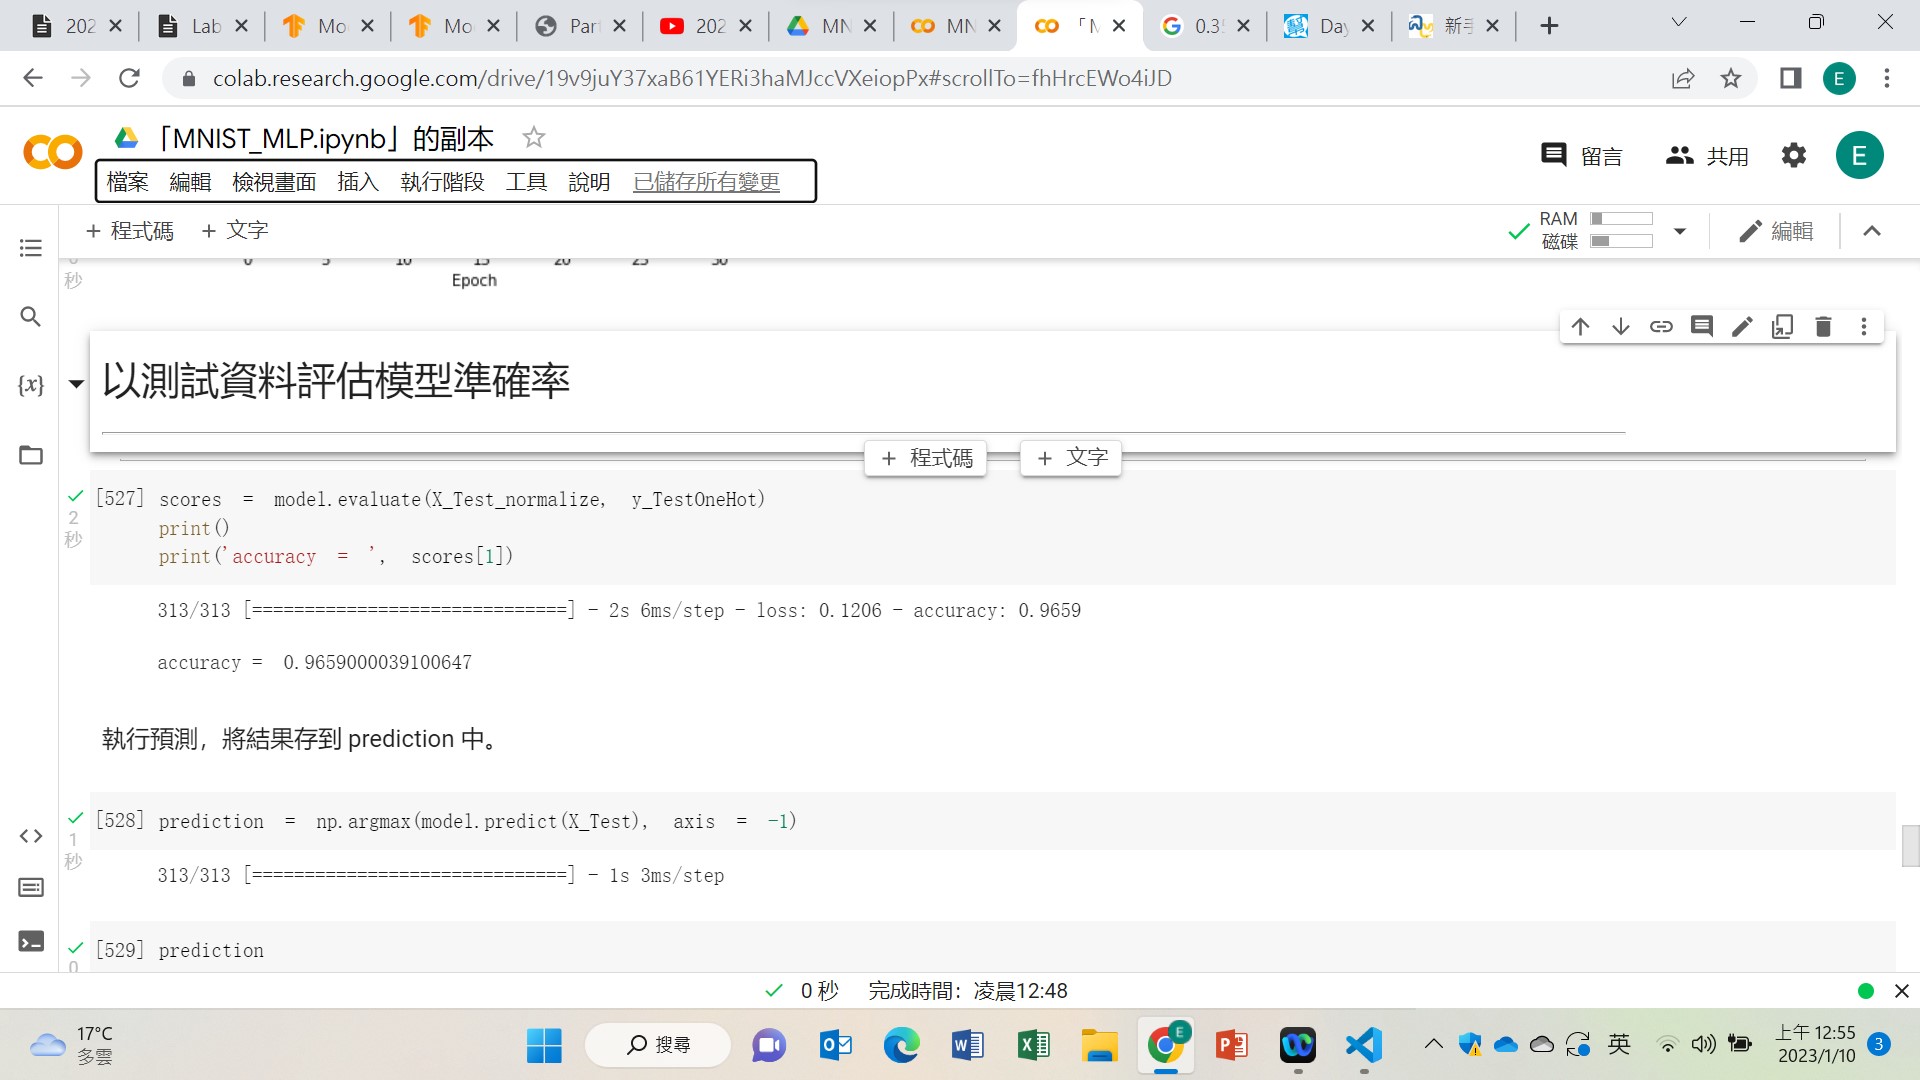 202 Lab Mo Mo Par 202 MN MN 「M 0.3 Day 新手
colab.research.google.com/drive/19v9juY37xaB61YERi3haMJccVXeiopPx#scrollTo=fhHrcEWo4iJD E
「MNIST_MLP.ipynb」的副本
檔案 編輯 檢視畫面 插入 執行階段 工具 說明 已儲存所有變更
留言 共用 E
+ 程式碼 + 文字
RAM
磁碟
編輯
0 5 10 15 20 25 30
秒
Epoch
{x}
以測試資料評估模型準確率
+ 程式碼 + 文字
[527] scores = model.evaluate(X_Test_normalize, y_TestOneHot)
2
秒
print()
print('accuracy = ', scores[1])
313/313 [==============================] - 2s 6ms/step - loss: 0.1206 - accuracy: 0.9659
accuracy = 0.9659000039100647
執行預測，將結果存到 prediction 中。
[528] prediction = np.argmax(model.predict(X_Test), axis = -1)
1
秒
313/313 [==============================] - 1s 3ms/step
[529] prediction
0
0 秒 完成時間：凌晨12:48
17°C
多雲
搜尋
英
上午 12:55
2023/1/10
3